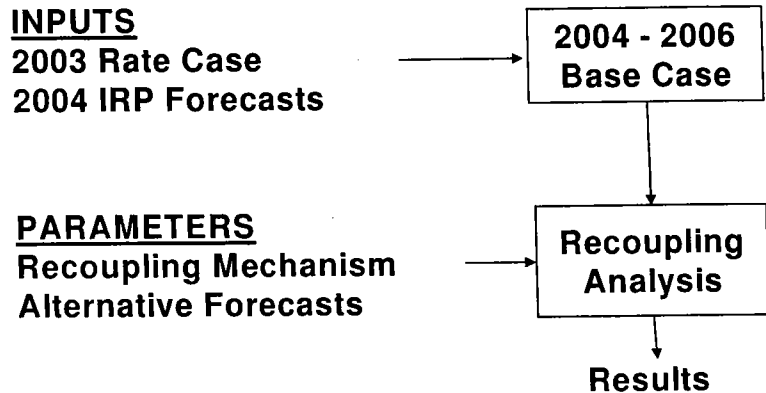 INPUTS
2003 Rate Case
2004 IRP Forecasts
2004 - 2006
Base Case
PARAMETERS
Recoupling Mechanism
Alternative Forecasts
Recoupling
Analysis
Results